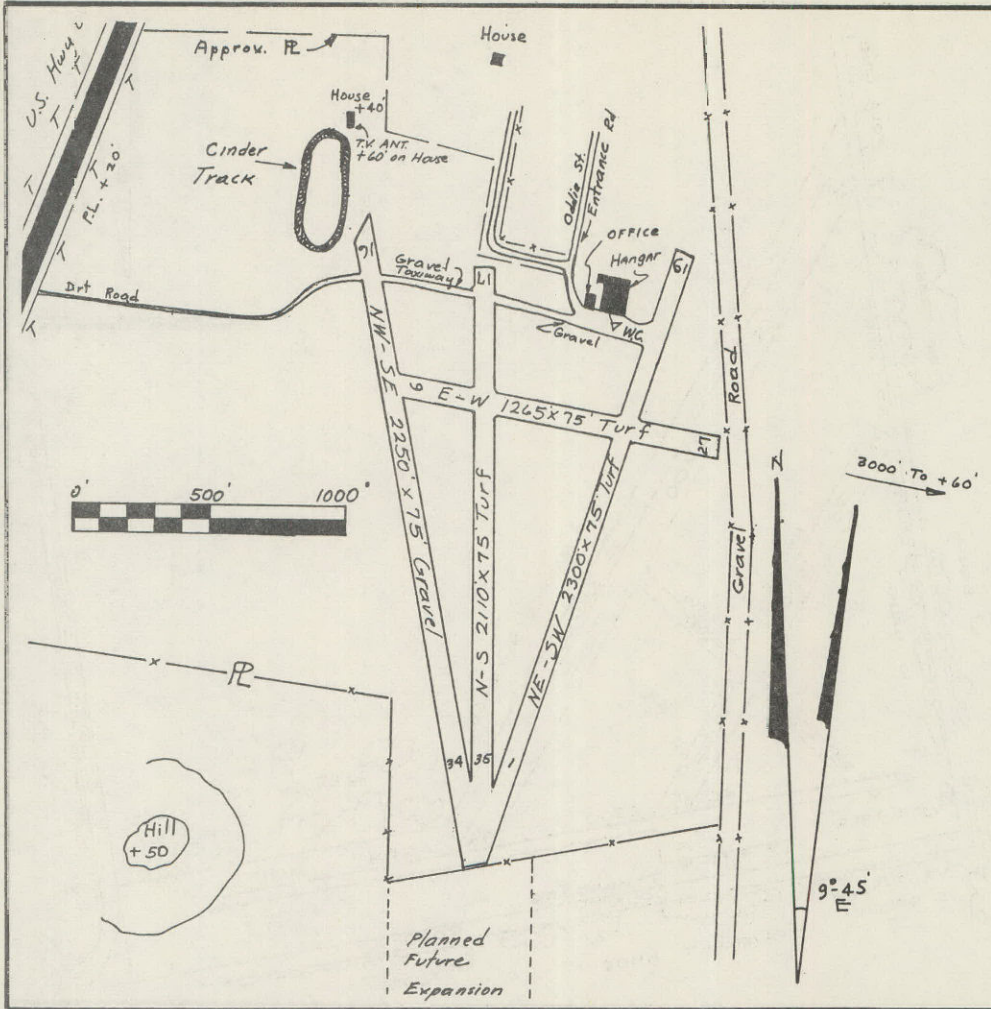 Approx. PL
House
U.S. Hwy
T
T
T
T
T
T
T
T
P.L. + 20'
House
+40'
T.V. ANT.
+60' on House
Cinder
Track
Oddie St.
Entrance Rd
OFFICE
HANGAR
16
Gravel
Taxiway
17
19
Dirt Road
Gravel
W.C.
NW-SE 2250' x 75' Gravel
9
E-W 1265'X75' Turf
27
Road
Gravel
0' 500' 1000'
N-S 2110'X75' Turf
NE-SW 2300'X75' Turf
N
3000' To +60'
PL
34
35
1
Hill
+50
9°-45'
E
Planned
Future
Expansion